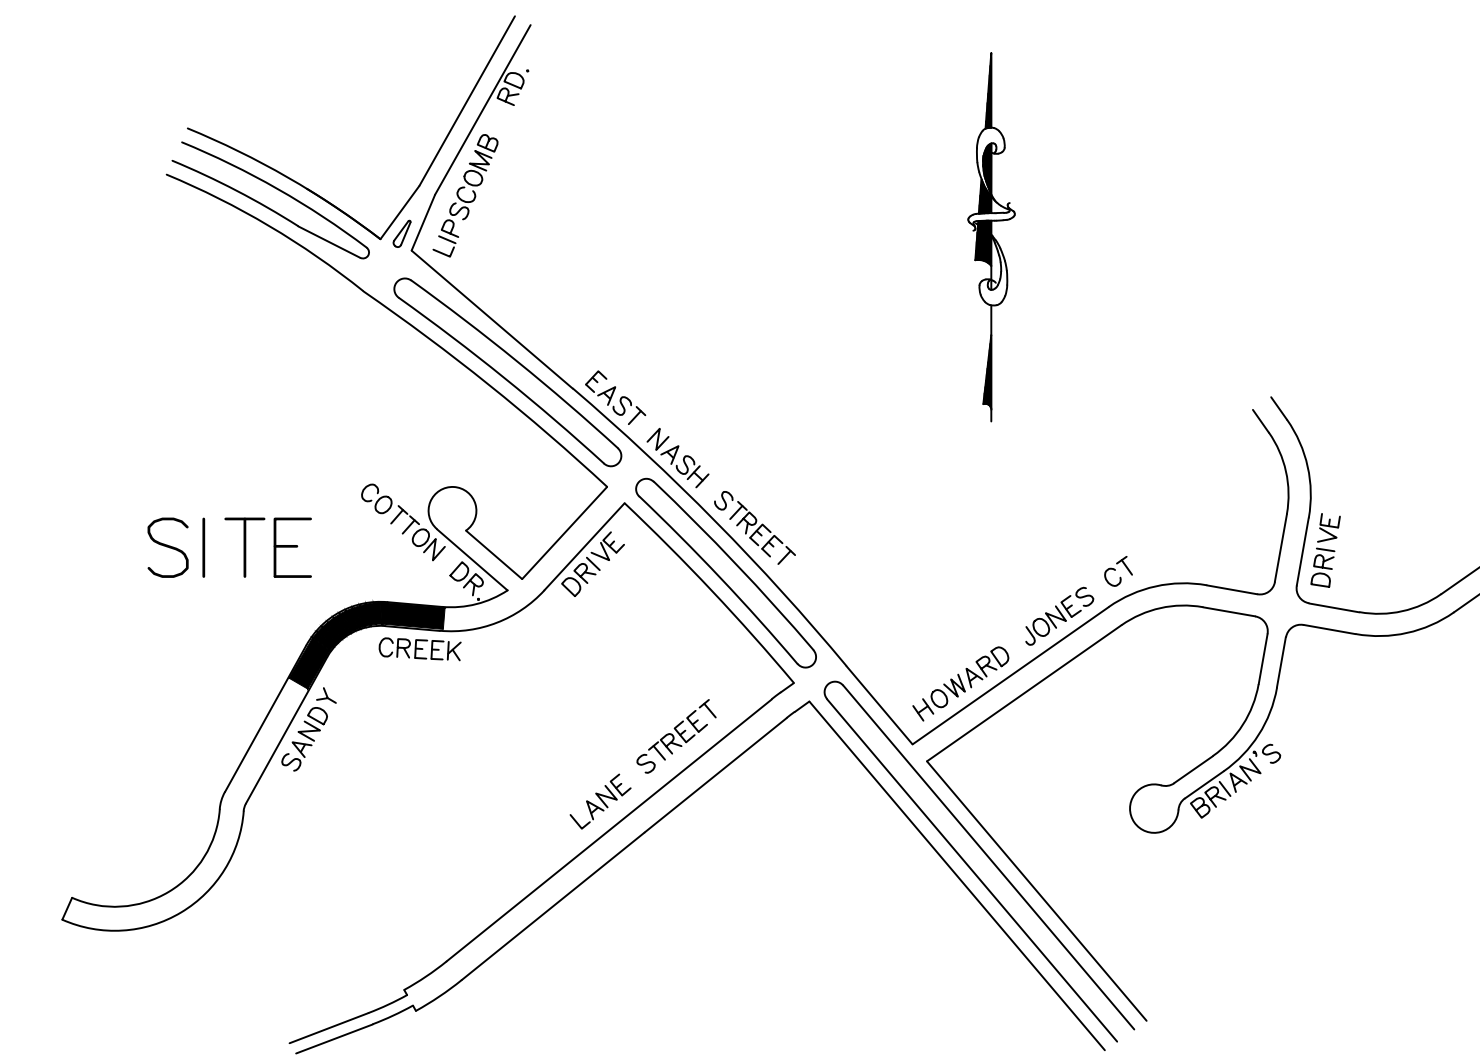 LIPSCOMB RD.
EAST NASH STREET
COTTON DR.
SITE
SANDY CREEK DRIVE
LANE STREET
HOWARD JONES CT
BRIAN'S DRIVE